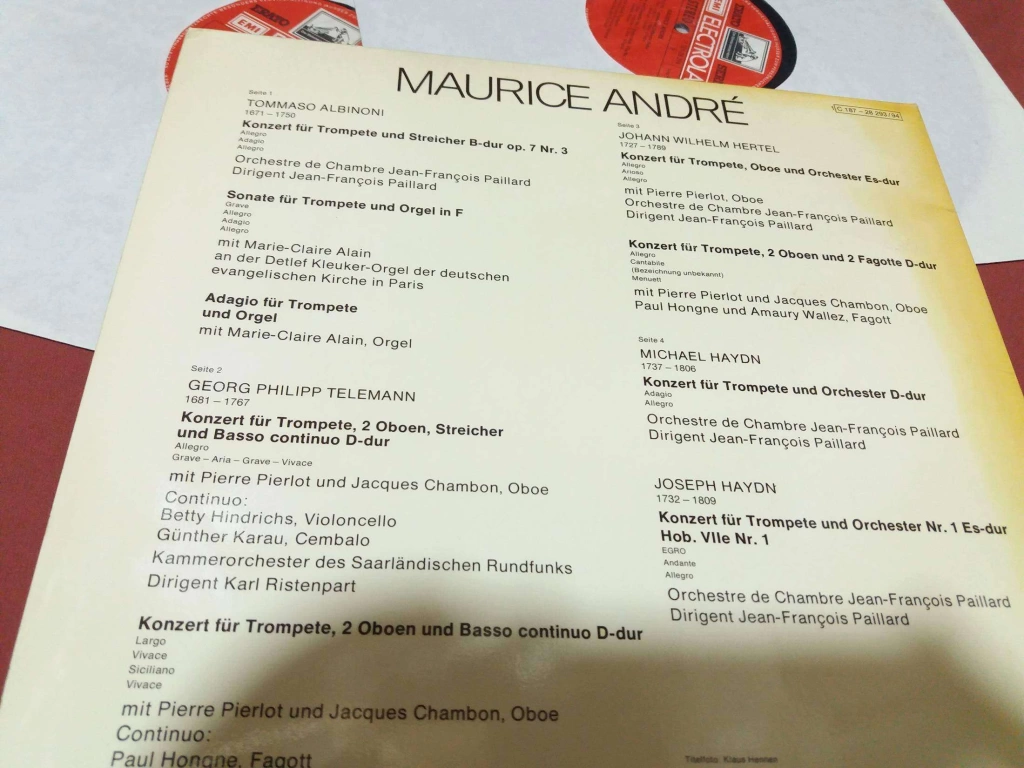 ERATO
EMI
ERATO
EMI
ELECTROLA
STEREO
MAURICE ANDRÉ
1C 187 – 28 293/94
Seite 1
TOMMASO ALBINONI
1671 – 1750
Konzert für Trompete und Streicher B-dur op. 7 Nr. 3
Allegro
Adagio
Allegro
Orchestre de Chambre Jean-François Paillard
Dirigent Jean-François Paillard
Sonate für Trompete und Orgel in F
Grave
Allegro
Adagio
Allegro
mit Marie-Claire Alain
an der Detlef Kleuker-Orgel der deutschen
evangelischen Kirche in Paris
Adagio für Trompete
und Orgel
mit Marie-Claire Alain, Orgel
Seite 2
GEORG PHILIPP TELEMANN
1681 – 1767
Konzert für Trompete, 2 Oboen, Streicher
und Basso continuo D-dur
Allegro
Grave – Aria – Grave – Vivace
mit Pierre Pierlot und Jacques Chambon, Oboe
Continuo:
Betty Hindrichs, Violoncello
Günther Karau, Cembalo
Kammerorchester des Saarländischen Rundfunks
Dirigent Karl Ristenpart
Konzert für Trompete, 2 Oboen und Basso continuo D-dur
Largo
Vivace
Siciliano
Vivace
mit Pierre Pierlot und Jacques Chambon, Oboe
Continuo:
Paul Hongne, Fagott
Seite 3
JOHANN WILHELM HERTEL
1727 – 1789
Konzert für Trompete, Oboe und Orchester Es-dur
Allegro
Arioso
Allegro
mit Pierre Pierlot, Oboe
Orchestre de Chambre Jean-François Paillard
Dirigent Jean-François Paillard
Konzert für Trompete, 2 Oboen und 2 Fagotte D-dur
Allegro
Cantabile
(Bezeichnung unbekannt)
Menuett
mit Pierre Pierlot und Jacques Chambon, Oboe
Paul Hongne und Amaury Wallez, Fagott
Seite 4
MICHAEL HAYDN
1737 – 1806
Konzert für Trompete und Orchester D-dur
Adagio
Allegro
Orchestre de Chambre Jean-François Paillard
Dirigent Jean-François Paillard
JOSEPH HAYDN
1732 – 1809
Konzert für Trompete und Orchester Nr. 1 Es-dur
Hob. VIIe Nr. 1
EGRO
Andante
Allegro
Orchestre de Chambre Jean-François Paillard
Dirigent Jean-François Paillard
Titelfoto: Klaus Hennen